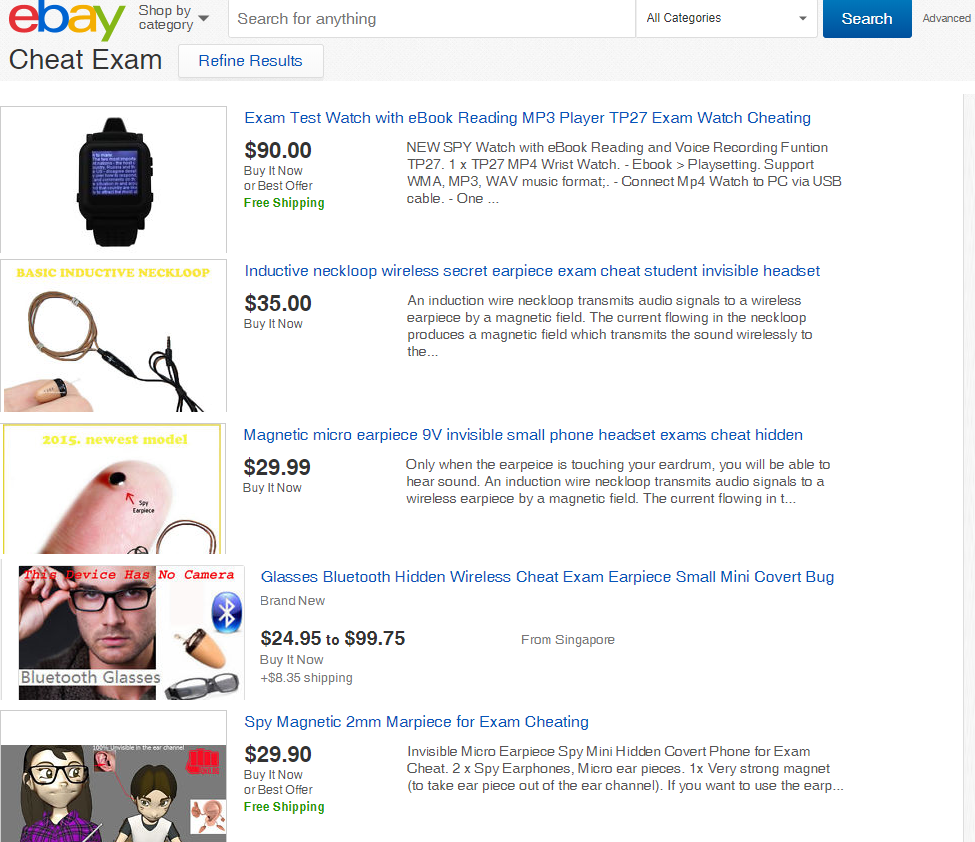 ebay
Shop by
category
Search for anything
All Categories
Search
Advanced
Cheat Exam
Refine Results
Exam Test Watch with eBook Reading MP3 Player TP27 Exam Watch Cheating
$90.00
Buy It Now
or Best Offer
Free Shipping
NEW SPY Watch with eBook Reading and Voice Recording Funtion
TP27. 1 x TP27 MP4 Wrist Watch. - Ebook > Playsetting. Support
WMA, MP3, WAV music format;. - Connect Mp4 Watch to PC via USB
cable. - One ...
BASIC INDUCTIVE NECKLOOP
Inductive neckloop wireless secret earpiece exam cheat student invisible headset
$35.00
Buy It Now
An induction wire neckloop transmits audio signals to a wireless
earpiece by a magnetic field. The current flowing in the neckloop
produces a magnetic field which transmits the sound wirelessly to
the...
2015. newest model
Spy
Earpiece
Magnetic micro earpiece 9V invisible small phone headset exams cheat hidden
$29.99
Buy It Now
Only when the earpeice is touching your eardrum, you will be able to
hear sound. An induction wire neckloop transmits audio signals to a
wireless earpiece by a magnetic field. The current flowing in t...
This Device Has No Camera
Bluetooth Glasses
Glasses Bluetooth Hidden Wireless Cheat Exam Earpiece Small Mini Covert Bug
Brand New
$24.95 to $99.75
Buy It Now
+$8.35 shipping
From Singapore
100% Unvisible in the ear channel
Spy Magnetic 2mm Marpiece for Exam Cheating
$29.90
Buy It Now
or Best Offer
Free Shipping
Invisible Micro Earpiece Spy Mini Hidden Covert Phone for Exam
Cheat. 2 x Spy Earphones, Micro ear pieces. 1x Very strong magnet
(to take ear piece out of the ear channel). If you want to use the earp...